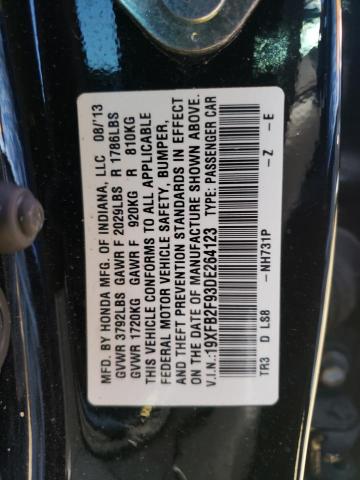 MFD. BY HONDA MFG. OF INDIANA, LLC 08/'13
GVWR 3792LBS GAWR F 2029LBS R 1786LBS
GVWR 1720KG GAWR F 920KG R 810KG
THIS VEHICLE CONFORMS TO ALL APPLICABLE
FEDERAL MOTOR VEHICLE SAFETY, BUMPER,
AND THEFT PREVENTION STANDARDS IN EFFECT
ON THE DATE OF MANUFACTURE SHOWN ABOVE.
V.I.N.:19XFB2F93DE264123 TYPE: PASSENGER CAR
-NH731P -Z -E
TR3 D LS8